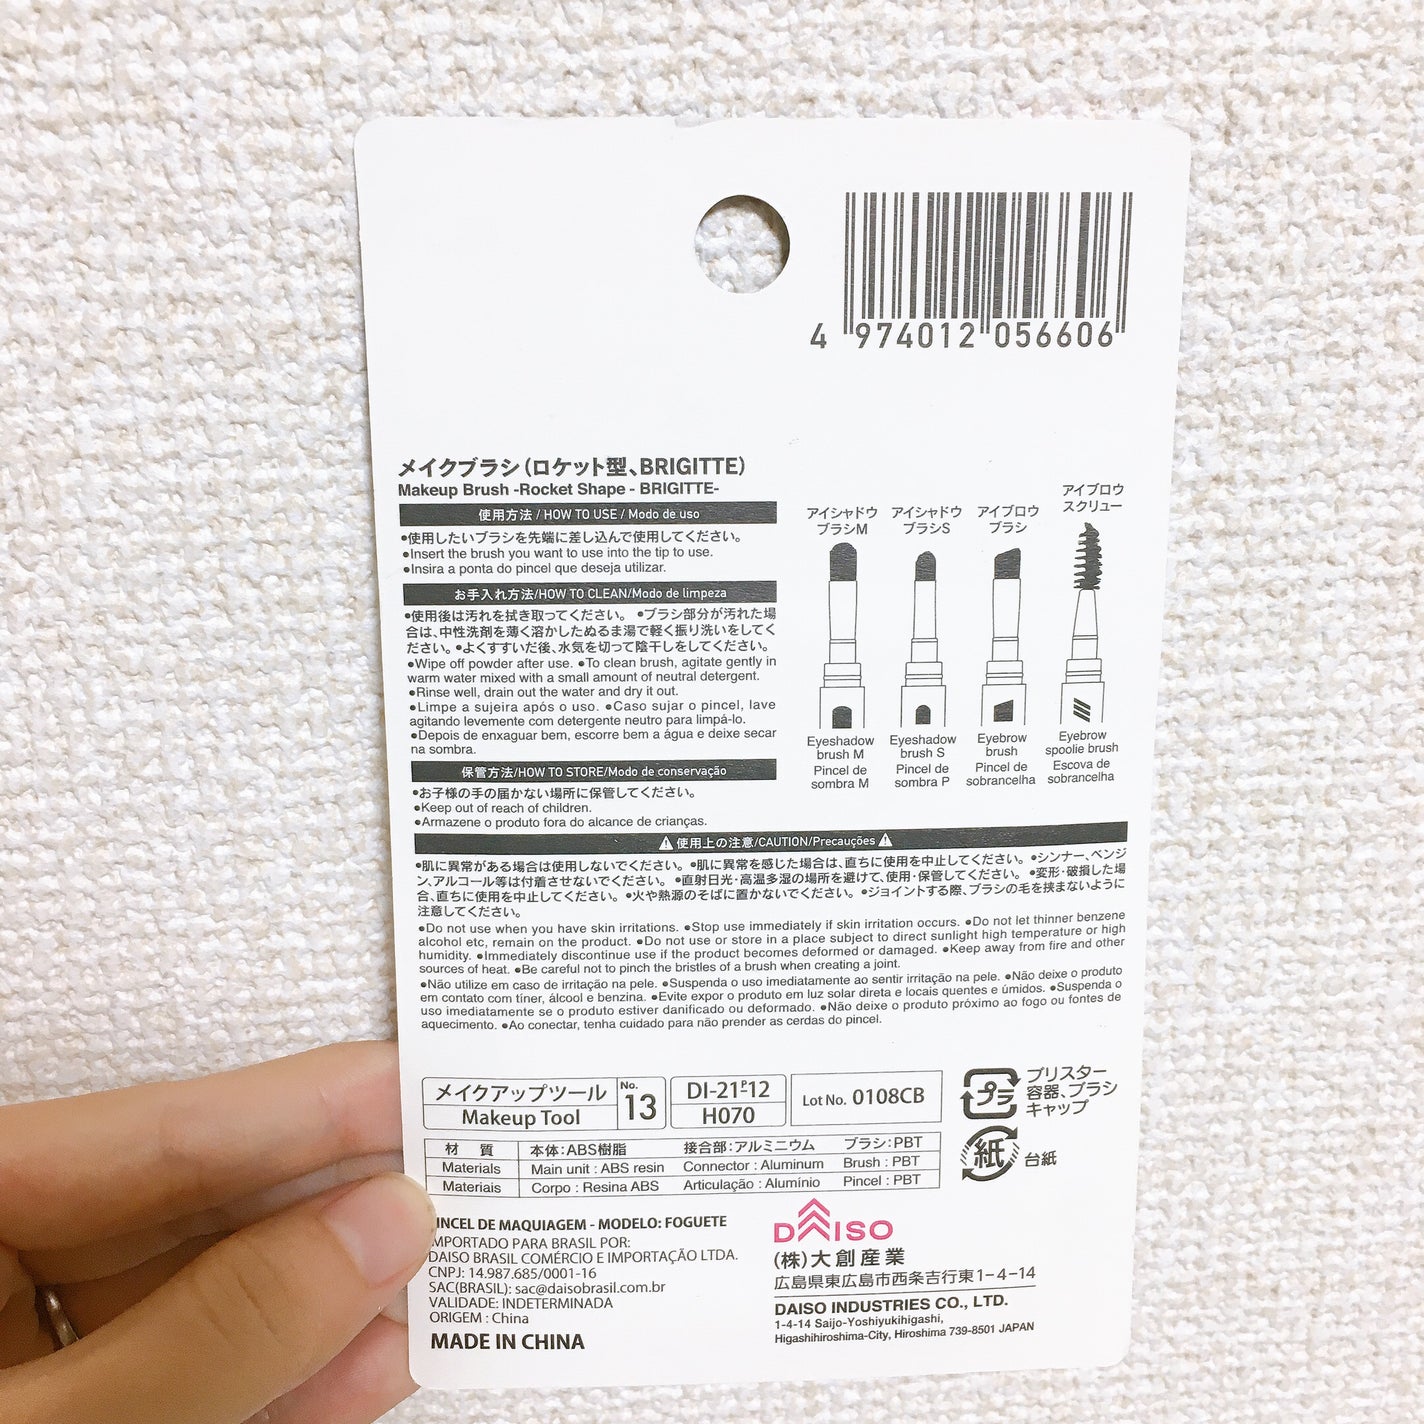 4 974012 056606
メイクブラシ(ロケット型、BRIGITTE)
Makeup Brush -Rocket Shape - BRIGITTE-
使用方法 / HOW TO USE / Modo de uso
●使用したいブラシを先端に差し込んで使用してください。
●Insert the brush you want to use into the tip to use.
●Insira a ponta do pincel que deseja utilizar.
お手入れ方法/HOW TO CLEAN/Modo de limpeza
●使用後は汚れを拭き取ってください。 ●ブラシ部分が汚れた場
合は、中性洗剤を薄く溶かしたぬるま湯で軽く振り洗いをしてく
ださい。●よくすすいだ後、水気を切って陰干しをしてください。
●Wipe off powder after use. ●To clean brush, agitate gently in
warm water mixed with a small amount of neutral detergent.
●Rinse well, drain out the water and dry it out.
●Limpe a sujeira após o uso. ●Caso sujar o pincel, lave
agitando levemente com detergente neutro para limpá-lo.
●Depois de enxaguar bem, escorre bem a água e deixe secar
na sombra.
保管方法/HOW TO STORE/Modo de conservação
●お子様の手の届かない場所に保管してください。
●Keep out of reach of children.
●Armazene o produto fora do alcance de crianças.
アイシャドウ
ブラシM
アイシャドウ
ブラシS
アイブロウ
ブラシ
アイブロウ
スクリュー
Eyeshadow
brush M
Pincel de
sombra M
Eyeshadow
brush S
Pincel de
sombra P
Eyebrow
brush
Pincel de
sobrancelha
Eyebrow
spoolie brush
Escova de
sobrancelha
使用上の注意/CAUTION/Precauções
●肌に異常がある場合は使用しないでください。●肌に異常を感じた場合は、直ちに使用を中止してください。●シンナー、ベンジ
ン、アルコール等は付着させないでください。●直射日光・高温多湿の場所を避けて、使用・保管してください。●変形・破損した場
合、直ちに使用を中止してください。●火や熱源のそばに置かないでください。●ジョイントする際、ブラシの毛を挟まないように
注意してください。
●Do not use when you have skin irritations. ●Stop use immediately if skin irritation occurs. ●Do not let thinner benzene
alcohol etc, remain on the product. ●Do not use or store in a place subject to direct sunlight high temperature or high
humidity. ●Immediately discontinue use if the product becomes deformed or damaged. ●Keep away from fire and other
sources of heat. ●Be careful not to pinch the bristles of a brush when creating a joint.
●Não utilize em caso de irritação na pele. ●Suspenda o uso imediatamente ao sentir irritação na pele. ●Não deixe o produto
em contato com tíner, álcool e benzina. ●Evite expor o produto em luz solar direta e locais quentes e úmidos. ●Suspenda o
uso imediatamente se o produto estiver danificado ou deformado. ●Não deixe o produto próximo ao fogo ou fontes de
aquecimento. ●Ao conectar, tenha cuidado para não prender as cerdas do pincel.
メイクアップツール
Makeup Tool
No.
13
DI-21P-12
H070
Lot No. 0108CB
プラ
ブリスター
容器、ブラシ
キャップ
紙
台紙
材 質 本体:ABS樹脂 接合部:アルミニウム ブラシ:PBT
Materials Main unit : ABS resin Connector : Aluminum Brush : PBT
Materiais Corpo : Resina ABS Articulação : Alumínio Pincel : PBT
INCEL DE MAQUIAGEM - MODELO: FOGUETE
MPORTADO PARA BRASIL POR:
DAISO BRASIL COMÉRCIO E IMPORTAÇÃO LTDA.
CNPJ: 14.987.685/0001-16
SAC(BRASIL): sac@daisobrasil.com.br
VALIDADE: INDETERMINADA
ORIGEM : China
MADE IN CHINA
DAISO
(株)大創産業
広島県東広島市西条吉行東1-4-14
DAISO INDUSTRIES CO., LTD.
1-4-14 Saijo-Yoshiyukihigashi,
Higashihiroshima-City, Hiroshima 739-8501 JAPAN